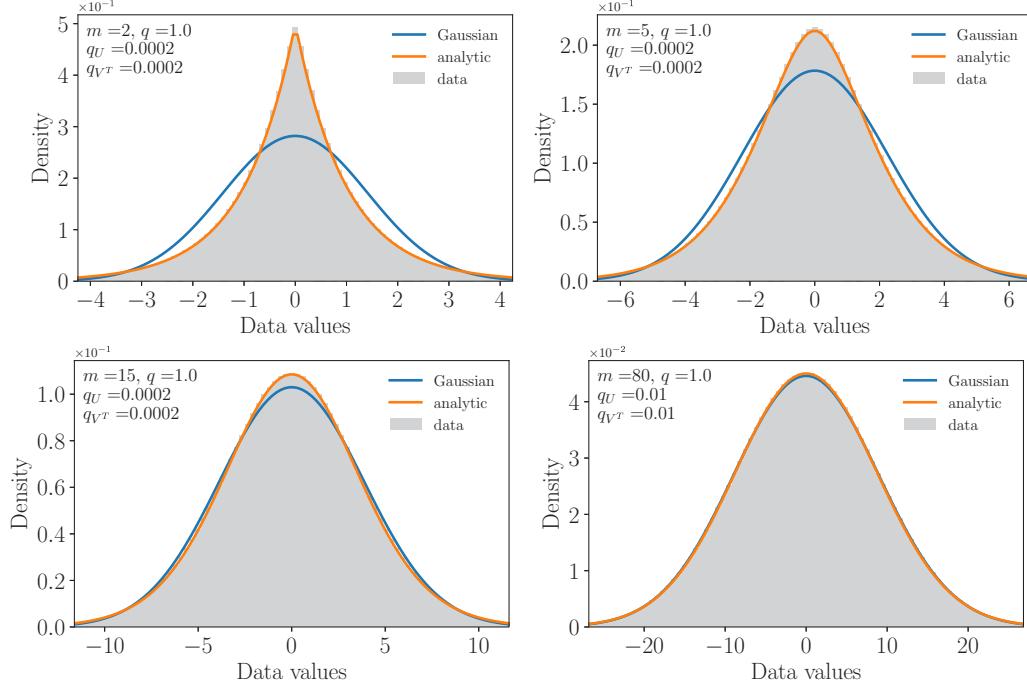 ×10⁻¹
m =2, q =1.0
q_U =0.0002
q_{V^T} =0.0002
Gaussian
analytic
data
Density
5
4
3
2
1
0
−4 −3 −2 −1 0 1 2 3 4
Data values
×10⁻¹
m =5, q =1.0
q_U =0.0002
q_{V^T} =0.0002
Gaussian
analytic
data
Density
2.0
1.5
1.0
0.5
0.0
−6 −4 −2 0 2 4 6
Data values
×10⁻¹
m =15, q =1.0
q_U =0.0002
q_{V^T} =0.0002
Gaussian
analytic
data
Density
1.0
0.8
0.6
0.4
0.2
0.0
−10 −5 0 5 10
Data values
×10⁻²
m =80, q =1.0
q_U =0.01
q_{V^T} =0.01
Gaussian
analytic
data
Density
4
3
2
1
0
−20 −10 0 10 20
Data values